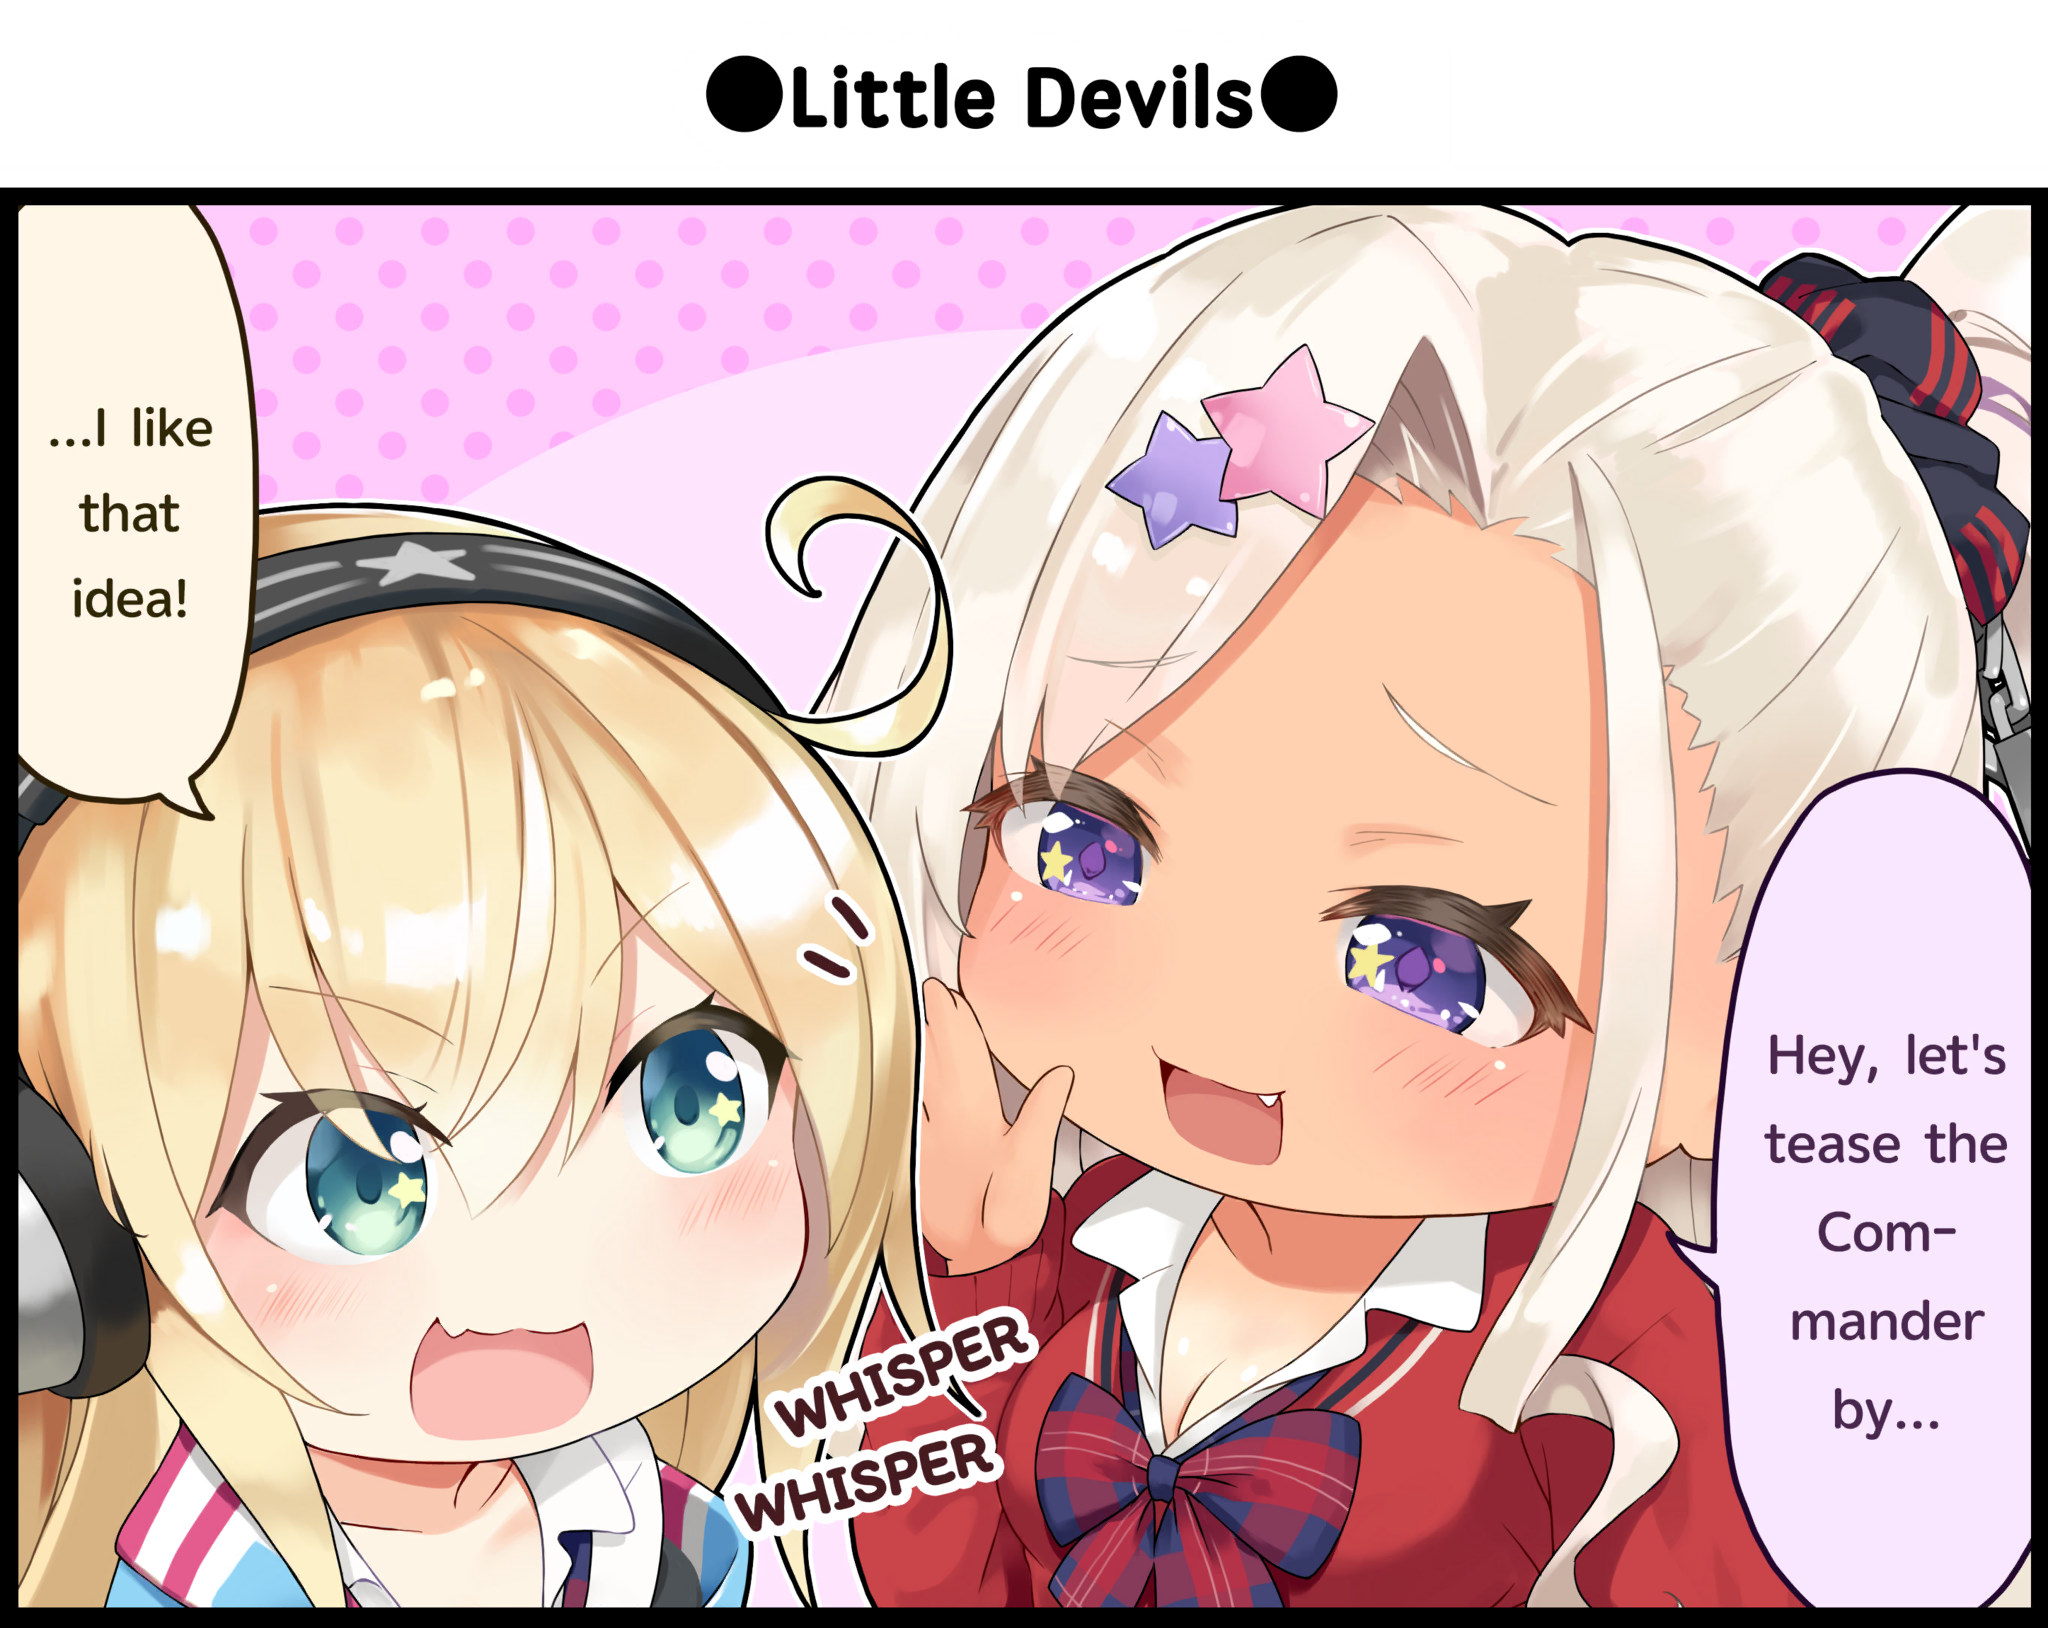 ●Little Devils●
Hey, let's
tease the
Com-
mander
by...
WHISPER
WHISPER
...I like
that
idea!